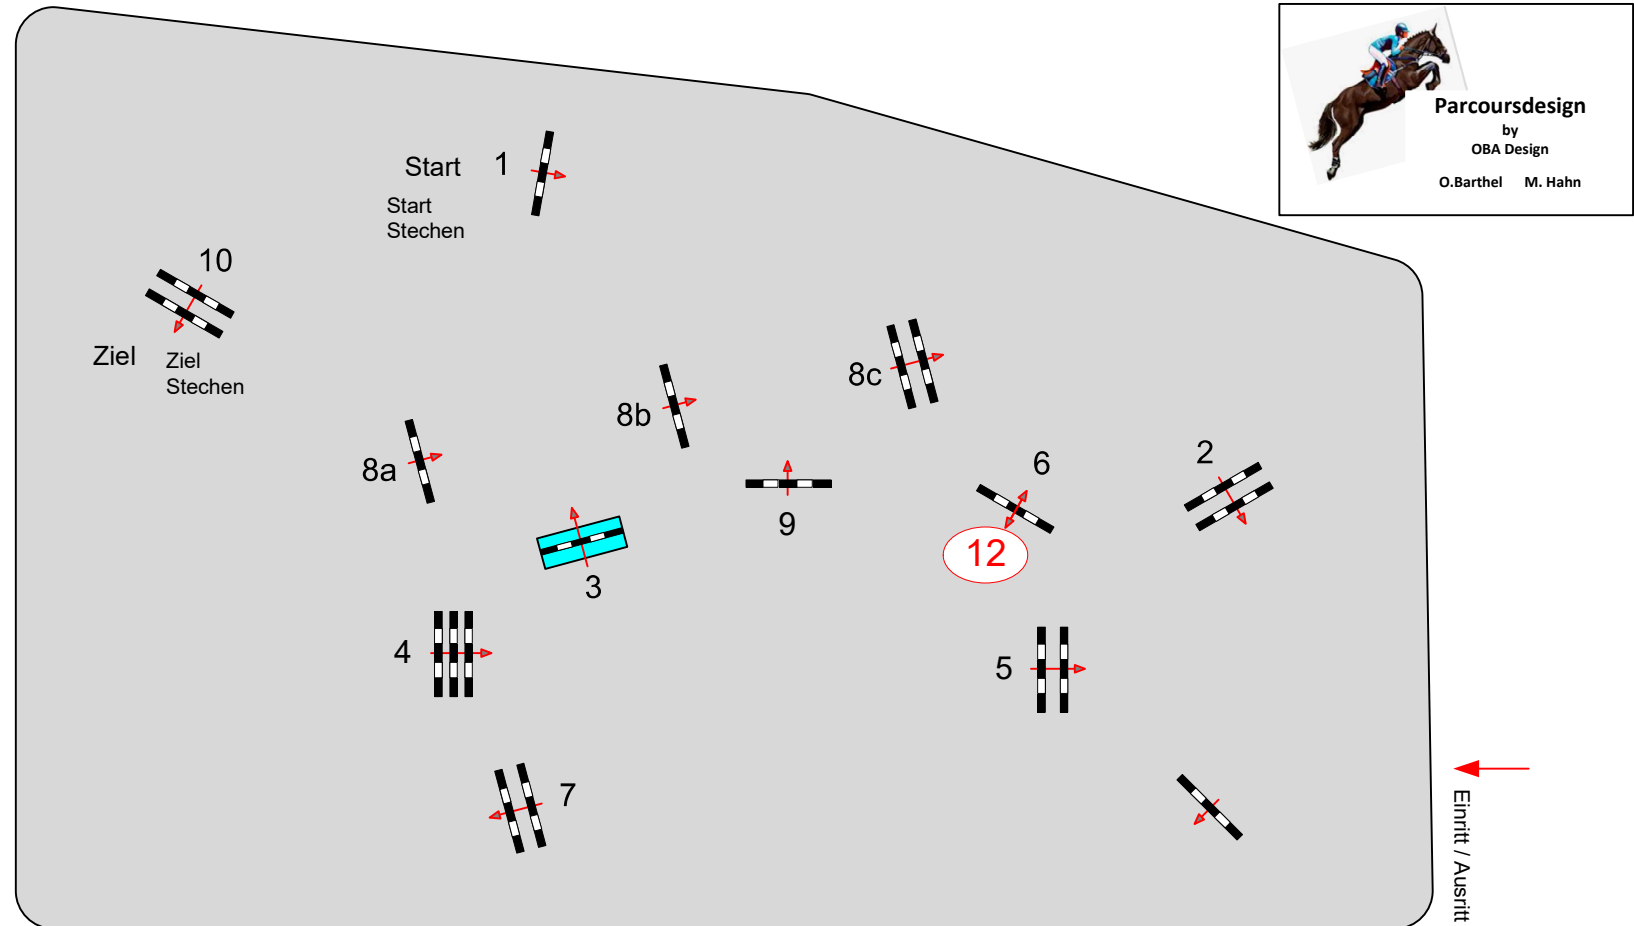 Parcoursdesign
by
OBA Design
O.Barthel M. Hahn
Start 1
Start
Stechen
10
Ziel
Ziel
Stechen
8c
8b
8a
2
6
9
12
3
4
5
7
Einritt / Ausritt